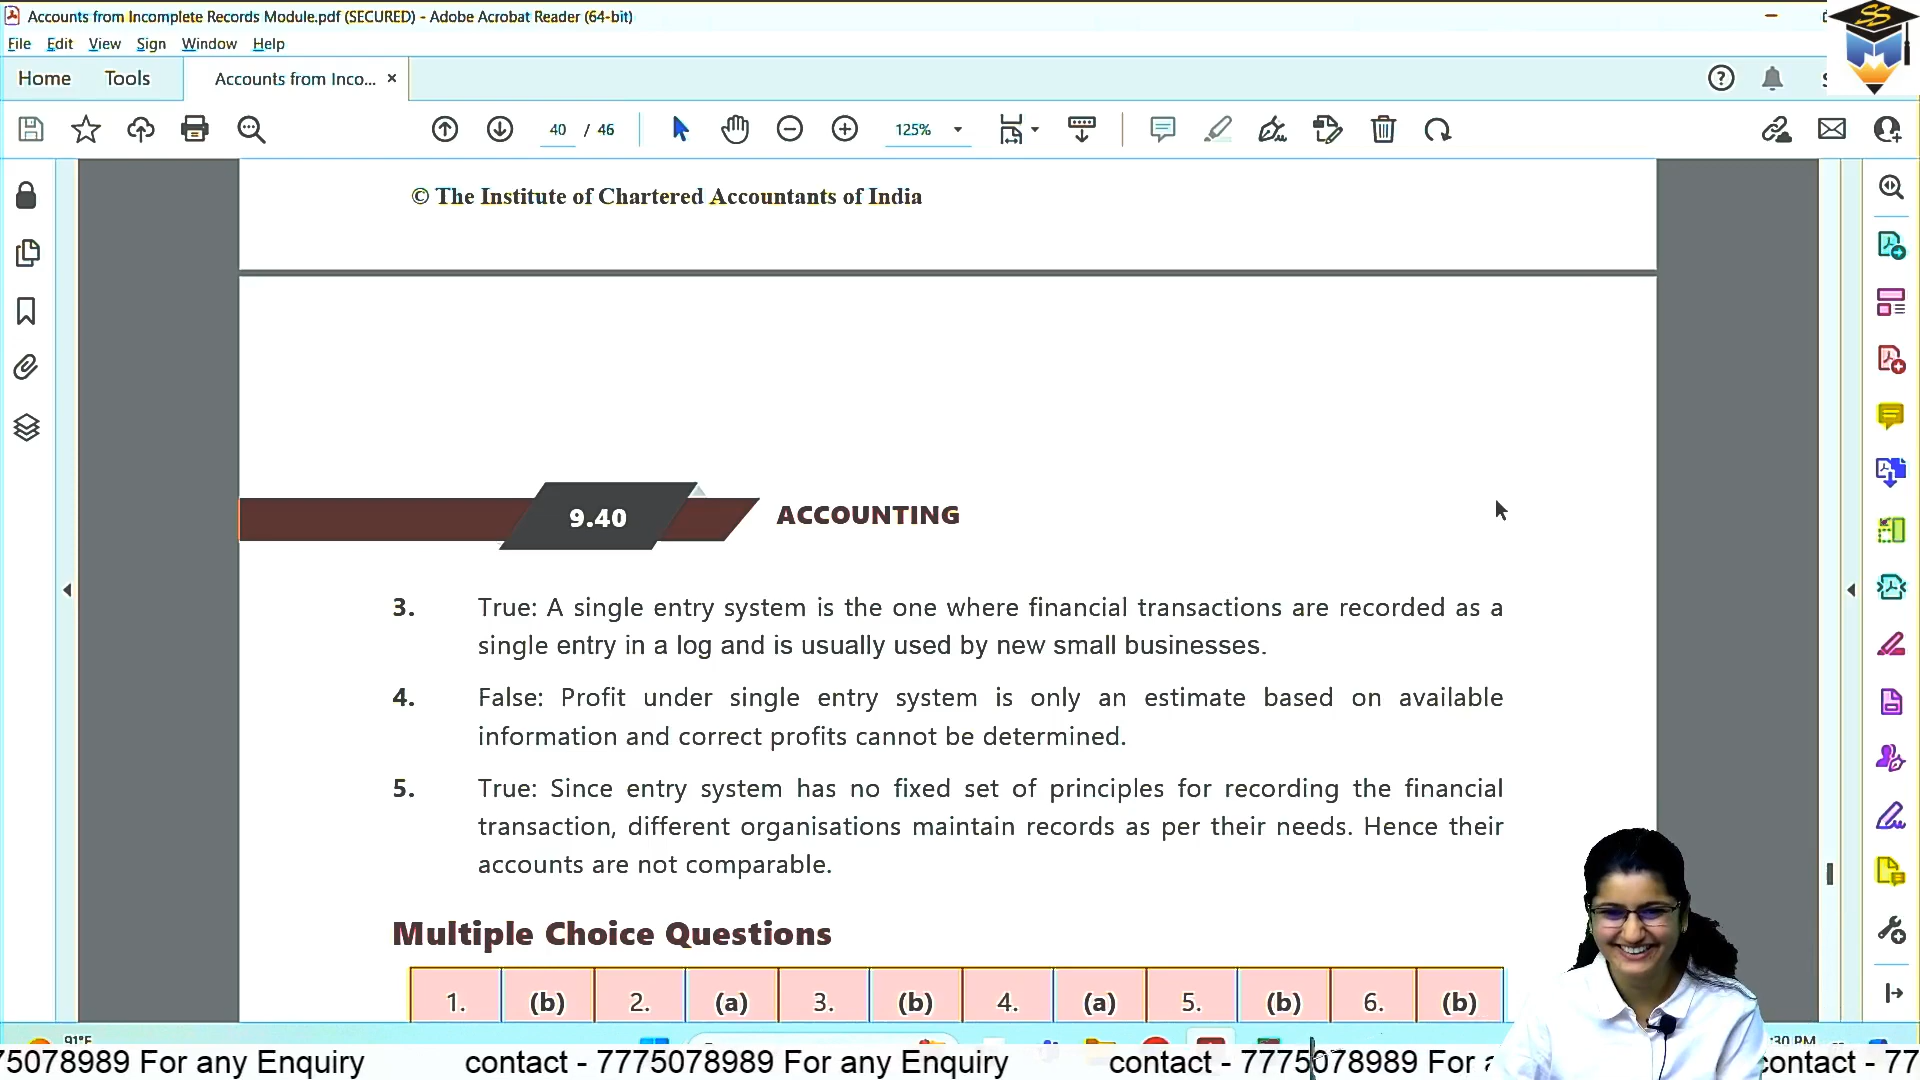 Accounts from Incomplete Records Module.pdf (SECURED) - Adobe Acrobat Reader (64-bit)
SS
File Edit View Sign Window Help
Home Tools Accounts from Inco... ×
40 / 46 125%
© The Institute of Chartered Accountants of India
9.40 ACCOUNTING
3. True: A single entry system is the one where financial transactions are recorded as a
single entry in a log and is usually used by new small businesses.
4. False: Profit under single entry system is only an estimate based on available
information and correct profits cannot be determined.
5. True: Since entry system has no fixed set of principles for recording the financial
transaction, different organisations maintain records as per their needs. Hence their
accounts are not comparable.
Multiple Choice Questions
1. (b) 2. (a) 3. (b) 4. (a) 5. (b) 6. (b)
91°F :30 PM
75078989 For any Enquiry contact - 7775078989 For any Enquiry contact - 7775078989 For a contact - 77